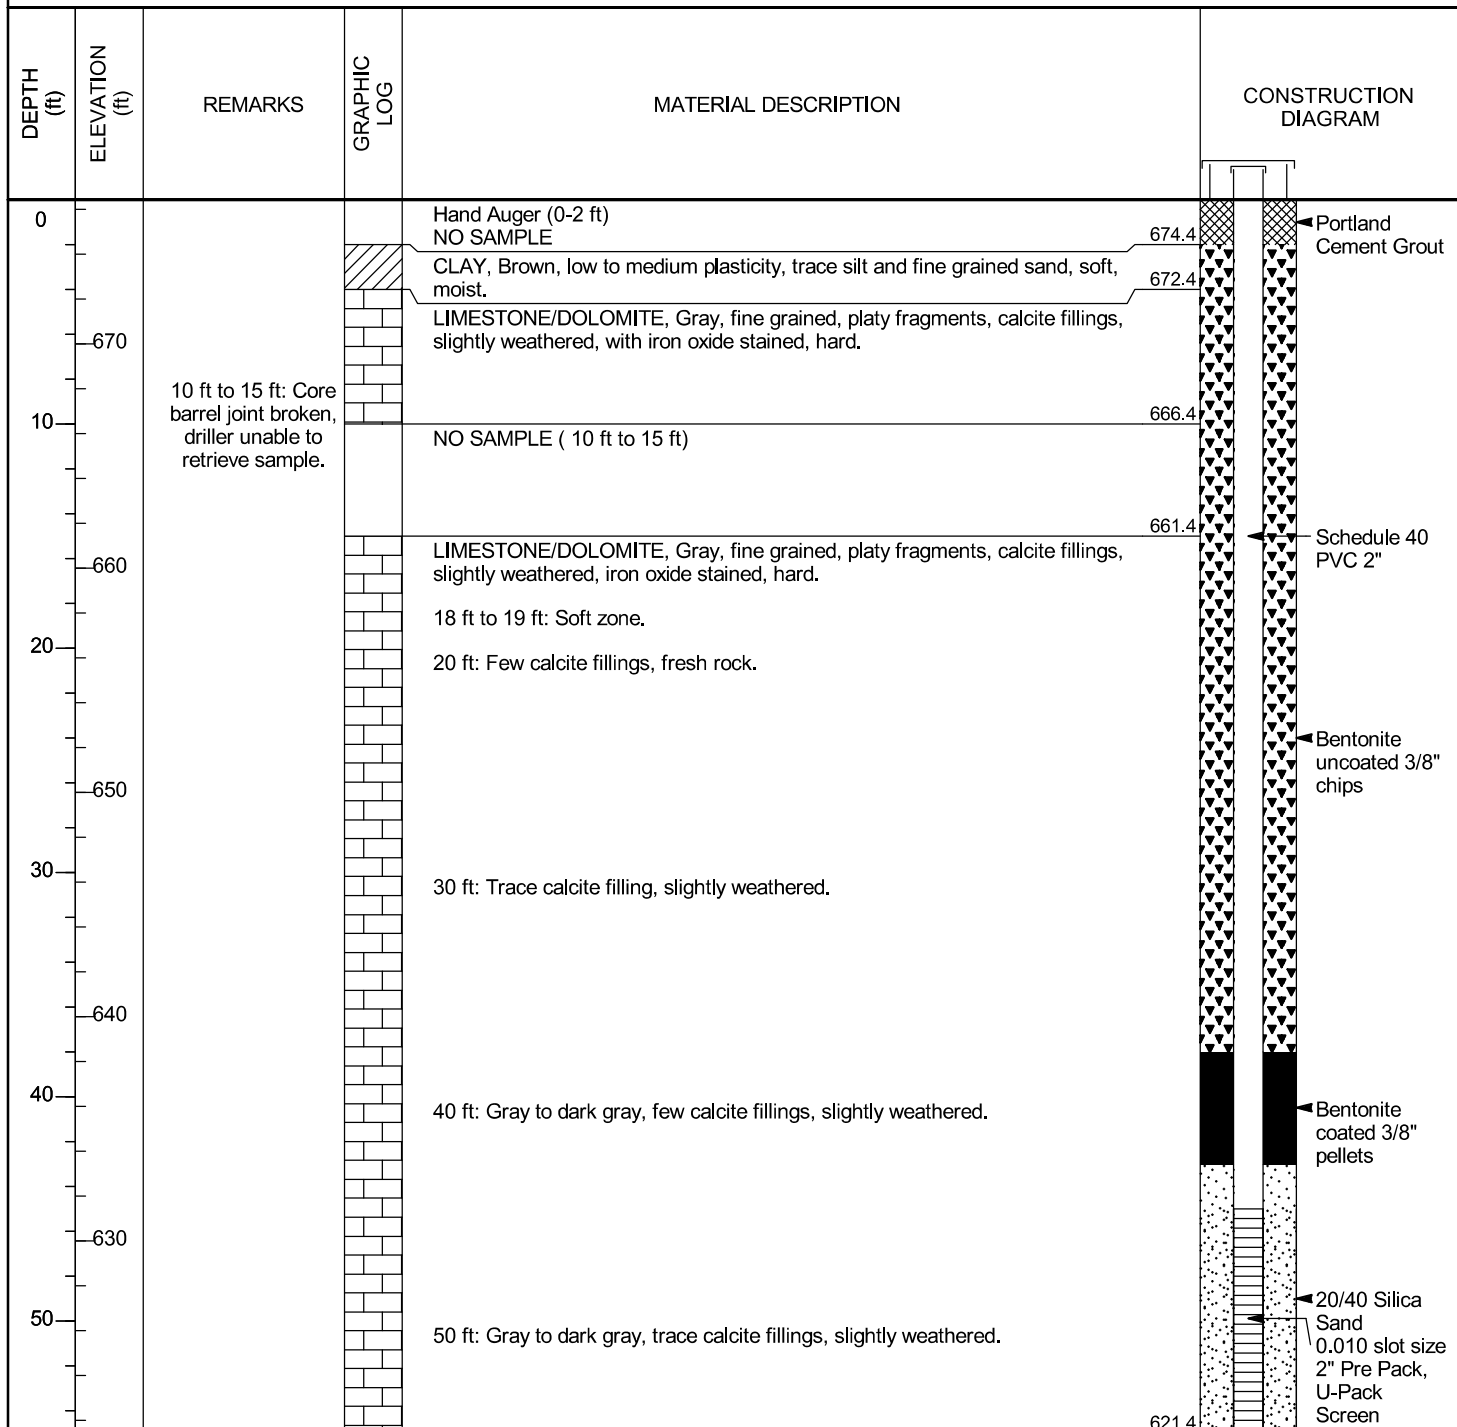 DEPTH
(ft)
ELEVATION
(ft)
REMARKS
GRAPHIC
LOG
MATERIAL DESCRIPTION
CONSTRUCTION
DIAGRAM
0
Hand Auger (0-2 ft)
NO SAMPLE
674.4
Portland
Cement Grout
CLAY, Brown, low to medium plasticity, trace silt and fine grained sand, soft,
moist.
672.4
LIMESTONE/DOLOMITE, Gray, fine grained, platy fragments, calcite fillings,
slightly weathered, with iron oxide stained, hard.
670
10 ft to 15 ft: Core
barrel joint broken,
driller unable to
retrieve sample.
10
666.4
NO SAMPLE ( 10 ft to 15 ft)
661.4
Schedule 40
PVC 2"
LIMESTONE/DOLOMITE, Gray, fine grained, platy fragments, calcite fillings,
slightly weathered, iron oxide stained, hard.
660
18 ft to 19 ft: Soft zone.
20
20 ft: Few calcite fillings, fresh rock.
Bentonite
uncoated 3/8"
chips
650
30
30 ft: Trace calcite filling, slightly weathered.
640
40
40 ft: Gray to dark gray, few calcite fillings, slightly weathered.
Bentonite
coated 3/8"
pellets
630
50
50 ft: Gray to dark gray, trace calcite fillings, slightly weathered.
20/40 Silica
Sand
0.010 slot size
2" Pre Pack,
U-Pack
Screen
621.4